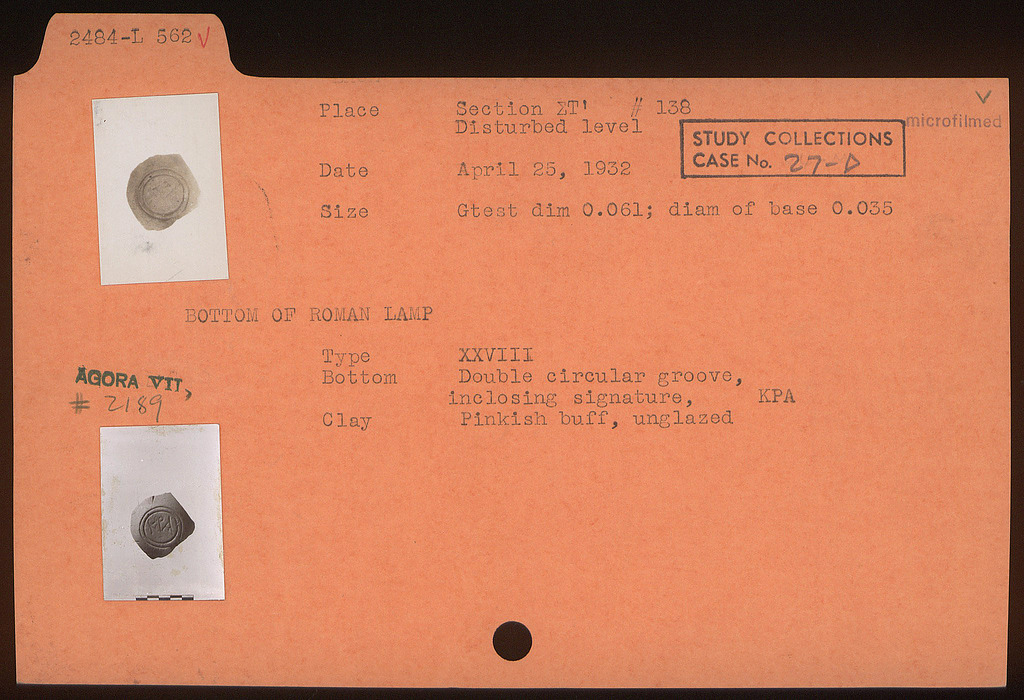 2484-L 562 √
Place Section ΣΤ' # 138
Disturbed level
√
microfilmed
STUDY COLLECTIONS
CASE No. 27-D
Date April 25, 1932
Size Gtest dim 0.061; diam of base 0.035
BOTTOM OF ROMAN LAMP
Type XXVIII
Bottom Double circular groove,
inclosing signature, ΚΡΑ
Clay Pinkish buff, unglazed
AGORA VII,
# 2189